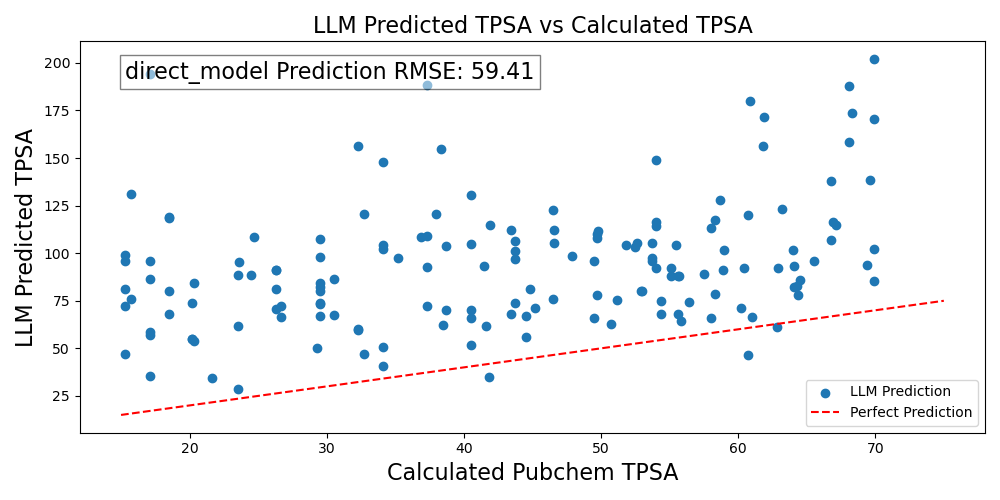 LLM Predicted TPSA vs Calculated TPSA
direct_model Prediction RMSE: 59.41
LLM Predicted TPSA
200
175
150
125
100
75
50
25
LLM Prediction
Perfect Prediction
20 30 40 50 60 70
Calculated Pubchem TPSA